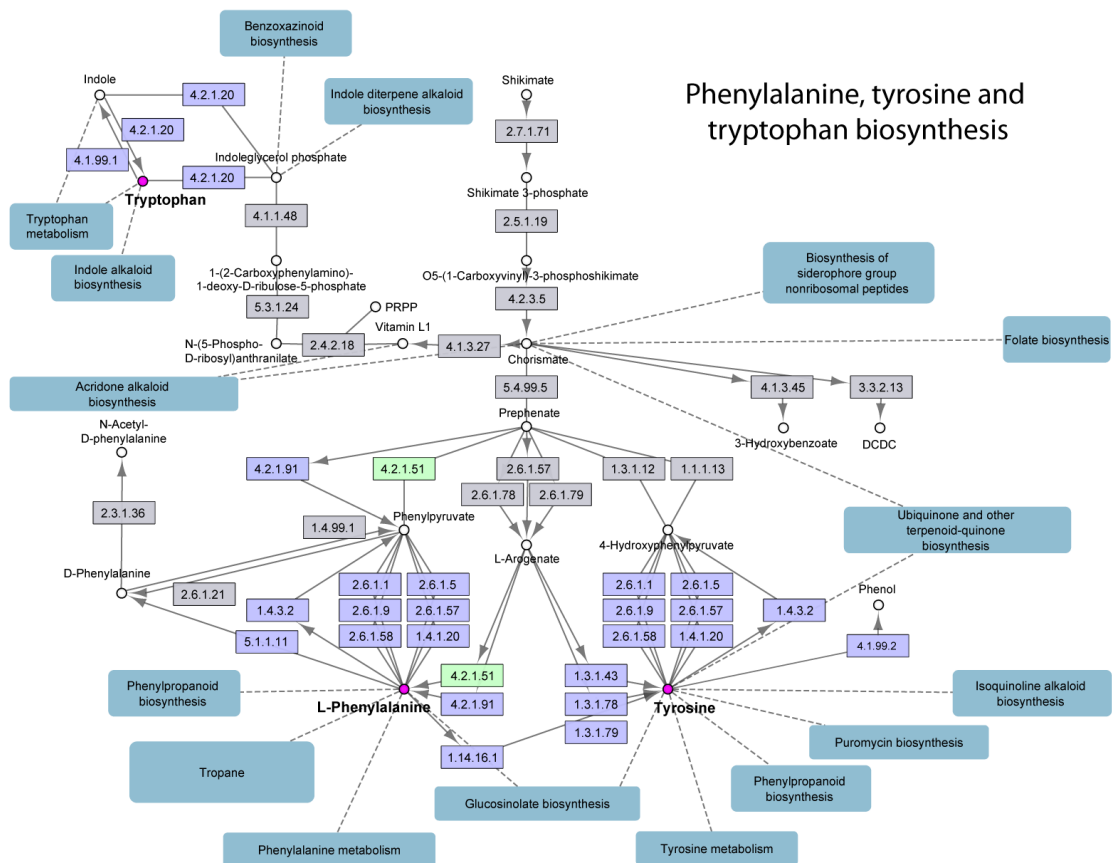 Benzoxazinoid
biosynthesis
Phenylalanine, tyrosine and
tryptophan biosynthesis
Indole
4.2.1.20
Indole diterpene alkaloid
biosynthesis
Shikimate
2.7.1.71
4.2.1.20
4.1.99.1
Indoleglycerol phosphate
4.2.1.20
Tryptophan
Shikimate 3-phosphate
Tryptophan
metabolism
4.1.1.48
2.5.1.19
Indole alkaloid
biosynthesis
1-(2-Carboxyphenylamino)-
1-deoxy-D-ribulose-5-phosphate
O5-(1-Carboxyvinyl)-3-phosphoshikimate
Biosynthesis of
siderophore group
nonribosomal peptides
5.3.1.24
PRPP
4.2.3.5
Vitamin L1
N-(5-Phospho-
D-ribosyl)anthranilate
2.4.2.18
4.1.3.27
Chorismate
Folate biosynthesis
Acridone alkaloid
biosynthesis
5.4.99.5
4.1.3.45
3.3.2.13
N-Acetyl-
D-phenylalanine
Prephenate
3-Hydroxybenzoate
DCDC
4.2.1.91
4.2.1.51
2.6.1.57
1.3.1.12
1.1.1.13
2.6.1.78
2.6.1.79
2.3.1.36
1.4.99.1
Phenylpyruvate
L-Arogenate
4-Hydroxyphenylpyruvate
Ubiquinone and other
terpenoid-quinone
biosynthesis
D-Phenylalanine
2.6.1.21
2.6.1.1
2.6.1.5
2.6.1.1
2.6.1.5
Phenol
1.4.3.2
2.6.1.9
2.6.1.57
2.6.1.9
2.6.1.57
1.4.3.2
5.1.1.11
2.6.1.58
1.4.1.20
2.6.1.58
1.4.1.20
4.1.99.2
Phenylpropanoid
biosynthesis
4.2.1.51
1.3.1.43
Isoquinoline alkaloid
biosynthesis
L-Phenylalanine
4.2.1.91
1.3.1.78
Tyrosine
1.3.1.79
Puromycin biosynthesis
1.14.16.1
Tropane
Phenylpropanoid
biosynthesis
Glucosinolate biosynthesis
Phenylalanine metabolism
Tyrosine metabolism